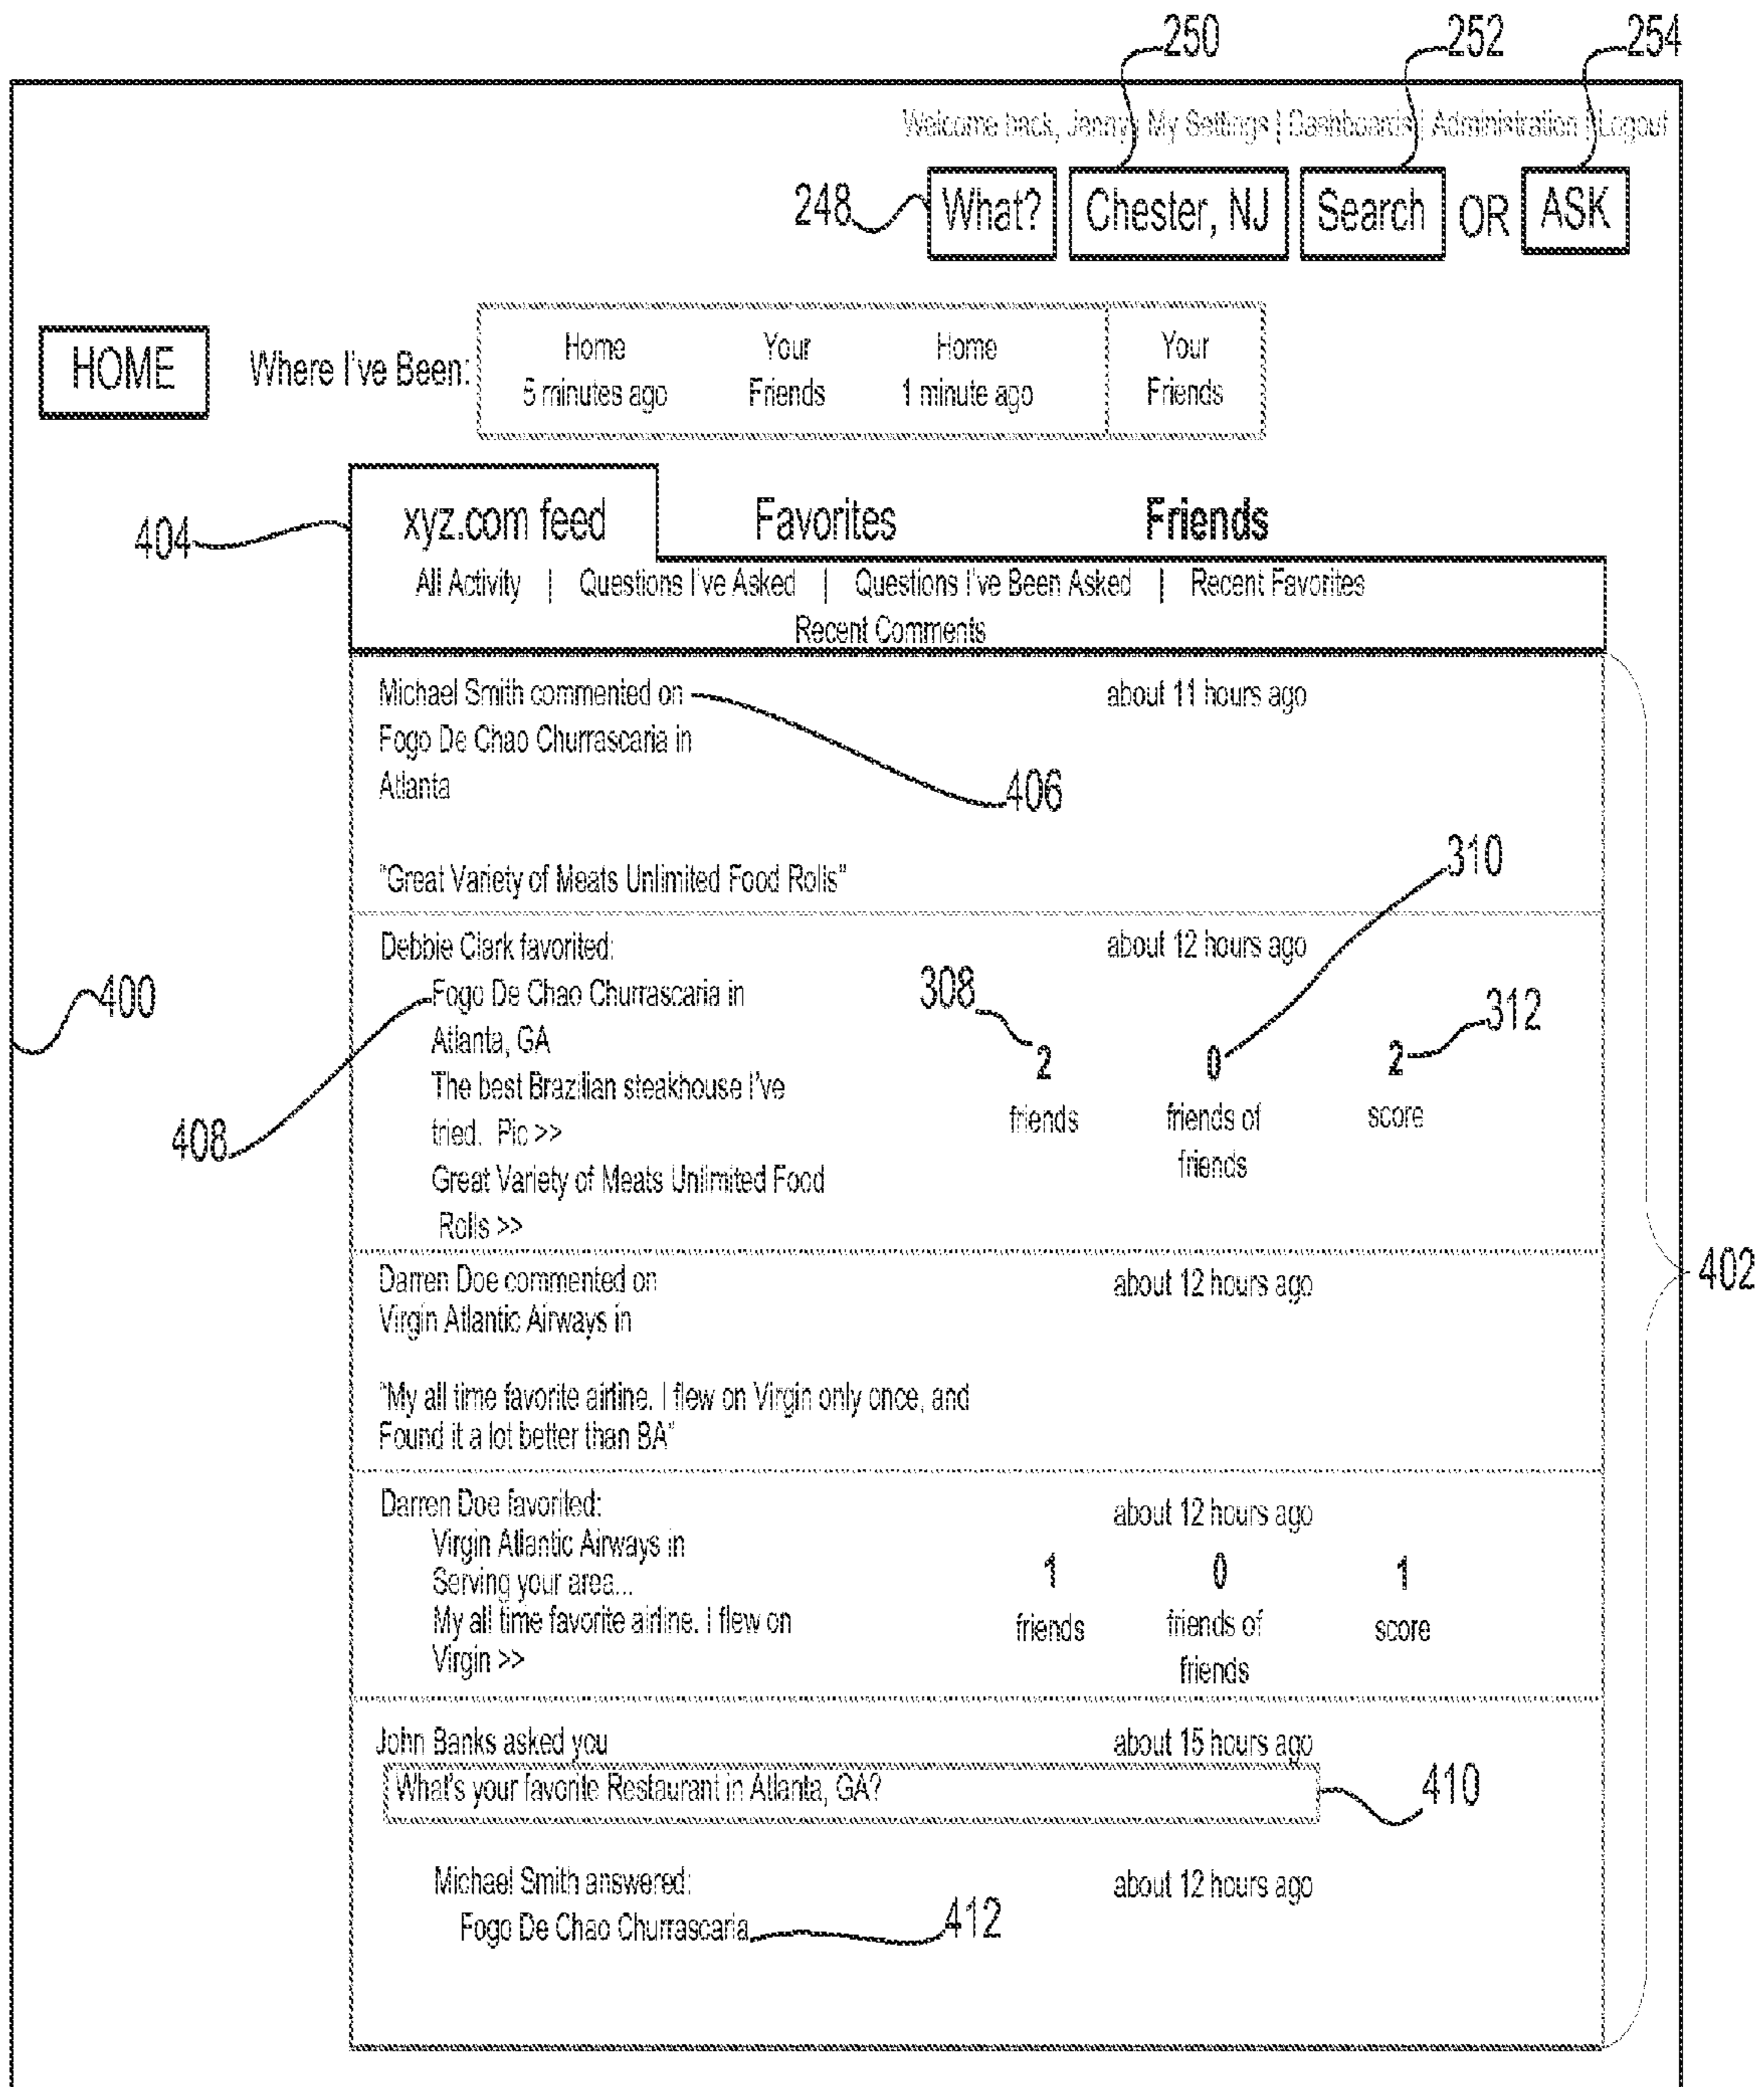 250 252 254
Welcome back, Jenny | My Settings | Dashboards | Administration | Logout
248 What? Chester, NJ Search OR ASK
HOME Where I've Been:
Home Your Home Your
5 minutes ago Friends 1 minute ago Friends
404 xyz.com feed Favorites Friends
All Activity | Questions I've Asked | Questions I've Been Asked | Recent Favorites
Recent Comments
Michael Smith commented on about 11 hours ago
Fogo De Chao Churrascaria in
Atlanta
406
"Great Variety of Meats Unlimited Food Rolls"
310
Debbie Clark favorited: about 12 hours ago
400
Fogo De Chao Churrascaria in 308 312
Atlanta, GA
2 0 2
The best Brazilian steakhouse I've
friends friends of score
tried. Pic >> friends
408
Great Variety of Meats Unlimited Food
Rolls >>
402
Darren Doe commented on about 12 hours ago
Virgin Atlantic Airways in
"My all time favorite airline. I flew on Virgin only once, and
Found it a lot better than BA"
Darren Doe favorited: about 12 hours ago
Virgin Atlantic Airways in
Serving your area...
1 0 1
My all time favorite airline. I flew on
friends friends of score
Virgin >> friends
John Banks asked you about 15 hours ago
What's your favorite Restaurant in Atlanta, GA? 410
Michael Smith answered: about 12 hours ago
Fogo De Chao Churrascaria 412